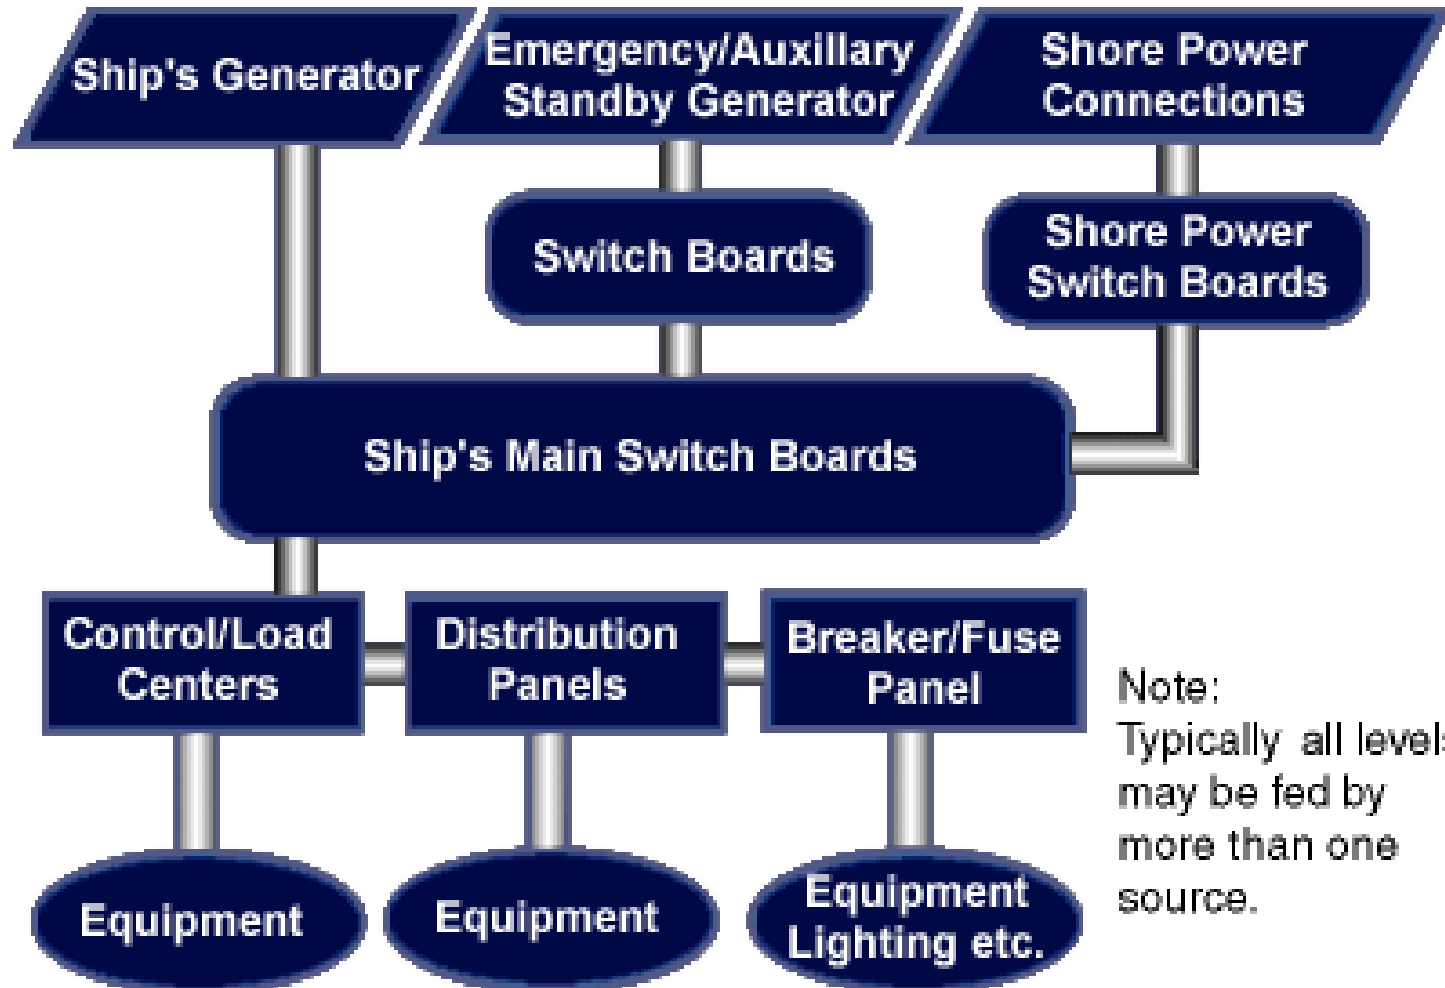 Ship's Generator
Emergency/Auxillary
Standby Generator
Shore Power
Connections
Switch Boards
Shore Power
Switch Boards
Ship's Main Switch Boards
Control/Load
Centers
Distribution
Panels
Breaker/Fuse
Panel
Note:
Typically all levels
may be fed by
more than one
source.
Equipment
Equipment
Equipment
Lighting etc.